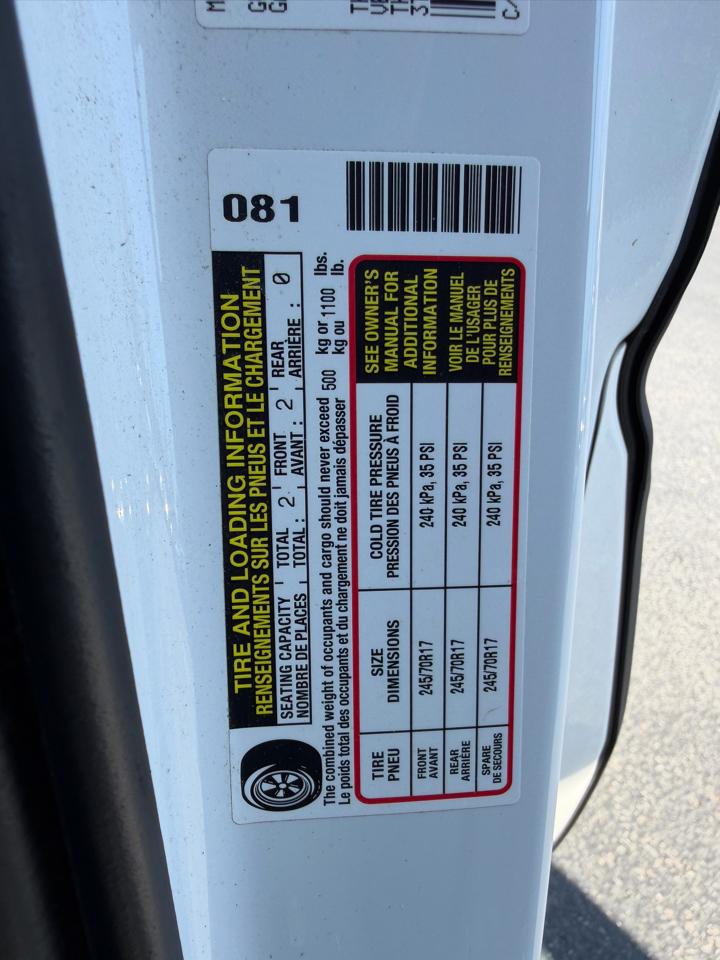 081
TIRE AND LOADING INFORMATION
RENSEIGNEMENTS SUR LES PNEUS ET LE CHARGEMENT
SEATING CAPACITY TOTAL 2 FRONT 2 REAR 0
NOMBRE DE PLACES TOTAL: AVANT: ARRIÈRE:
The combined weight of occupants and cargo should never exceed 500 kg or 1100 lbs.
Le poids total des occupants et du chargement ne doit jamais dépasser kg ou lb.
TIRE SIZE COLD TIRE PRESSURE
PNEU DIMENSIONS PRESSION DES PNEUS À FROID
FRONT 245/70R17 240 kPa, 35 PSI
AVANT
REAR 245/70R17 240 kPa, 35 PSI
ARRIÈRE
SPARE 245/70R17 240 kPa, 35 PSI
DE SECOURS
SEE OWNER'S
MANUAL FOR
ADDITIONAL
INFORMATION
VOIR LE MANUEL
DE L'USAGER
POUR PLUS DE
RENSEIGNEMENTS